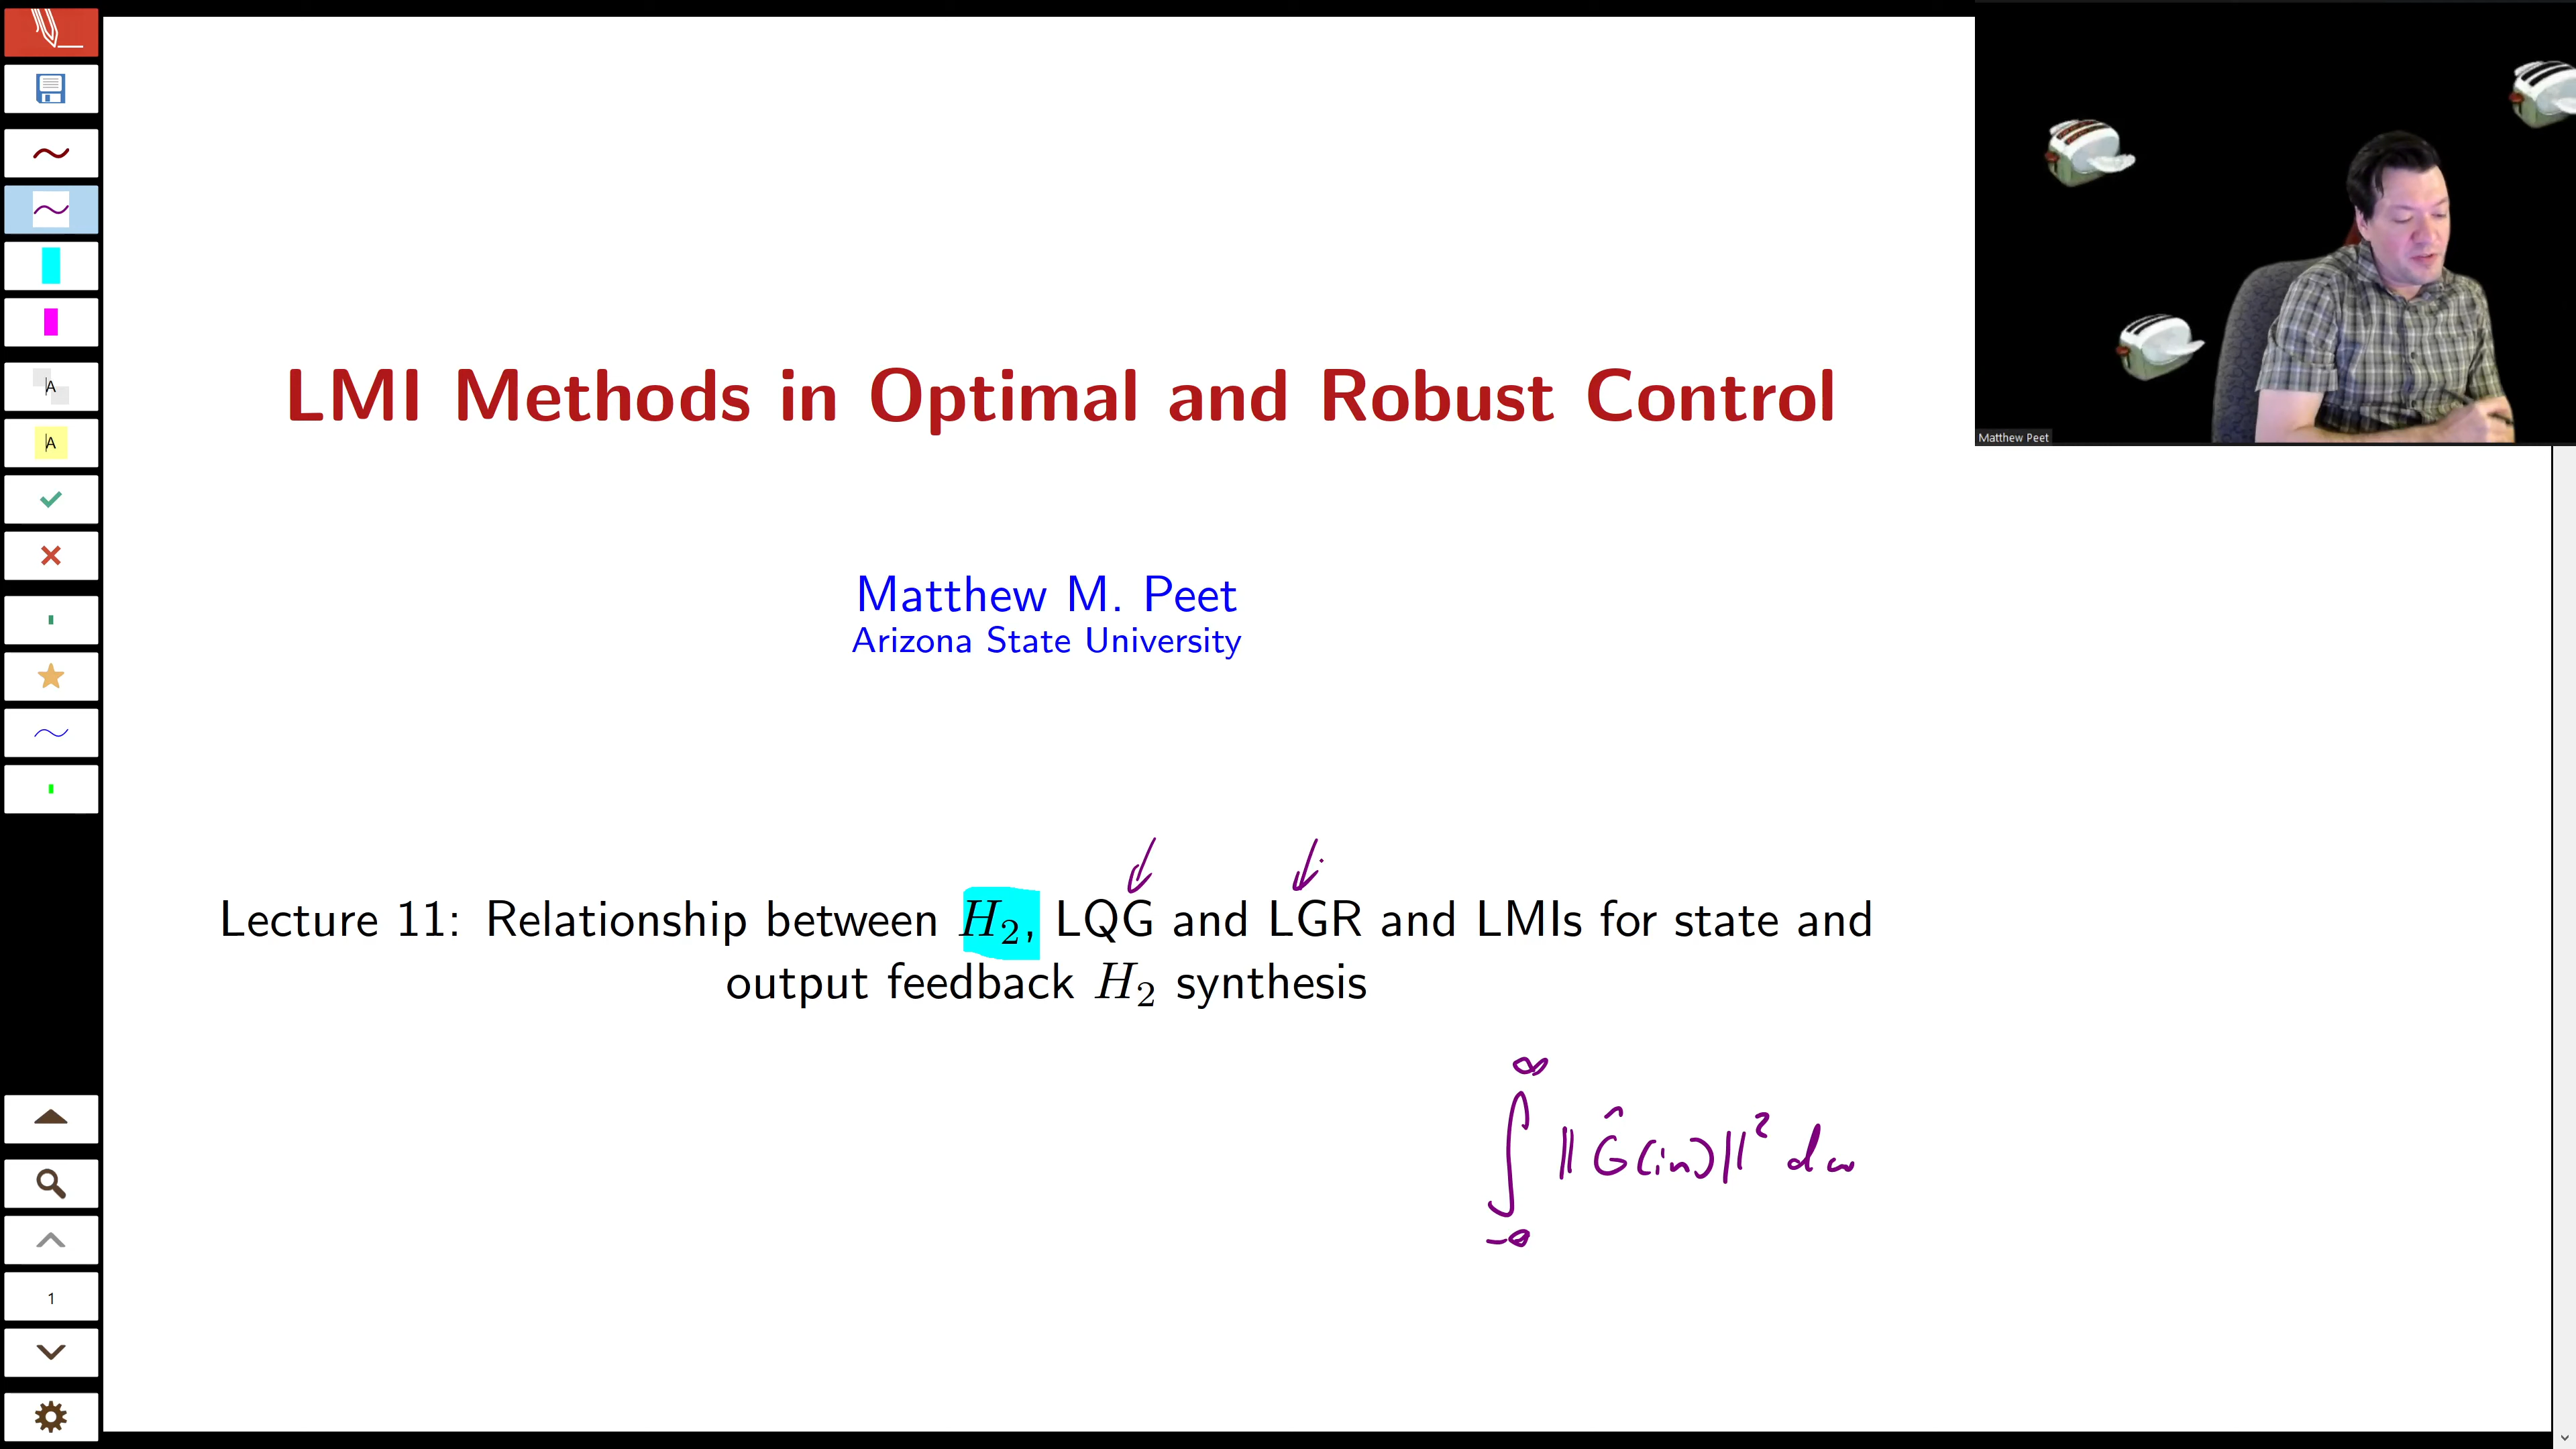 LMI Methods in Optimal and Robust Control
Matthew Peet
Matthew M. Peet
Arizona State University
Lecture 11: Relationship between H₂, LQG and LGR and LMIs for state and
output feedback H₂ synthesis
∫_{-∞}^{∞} ‖Ĝ(iω)‖² dω
A
A
1